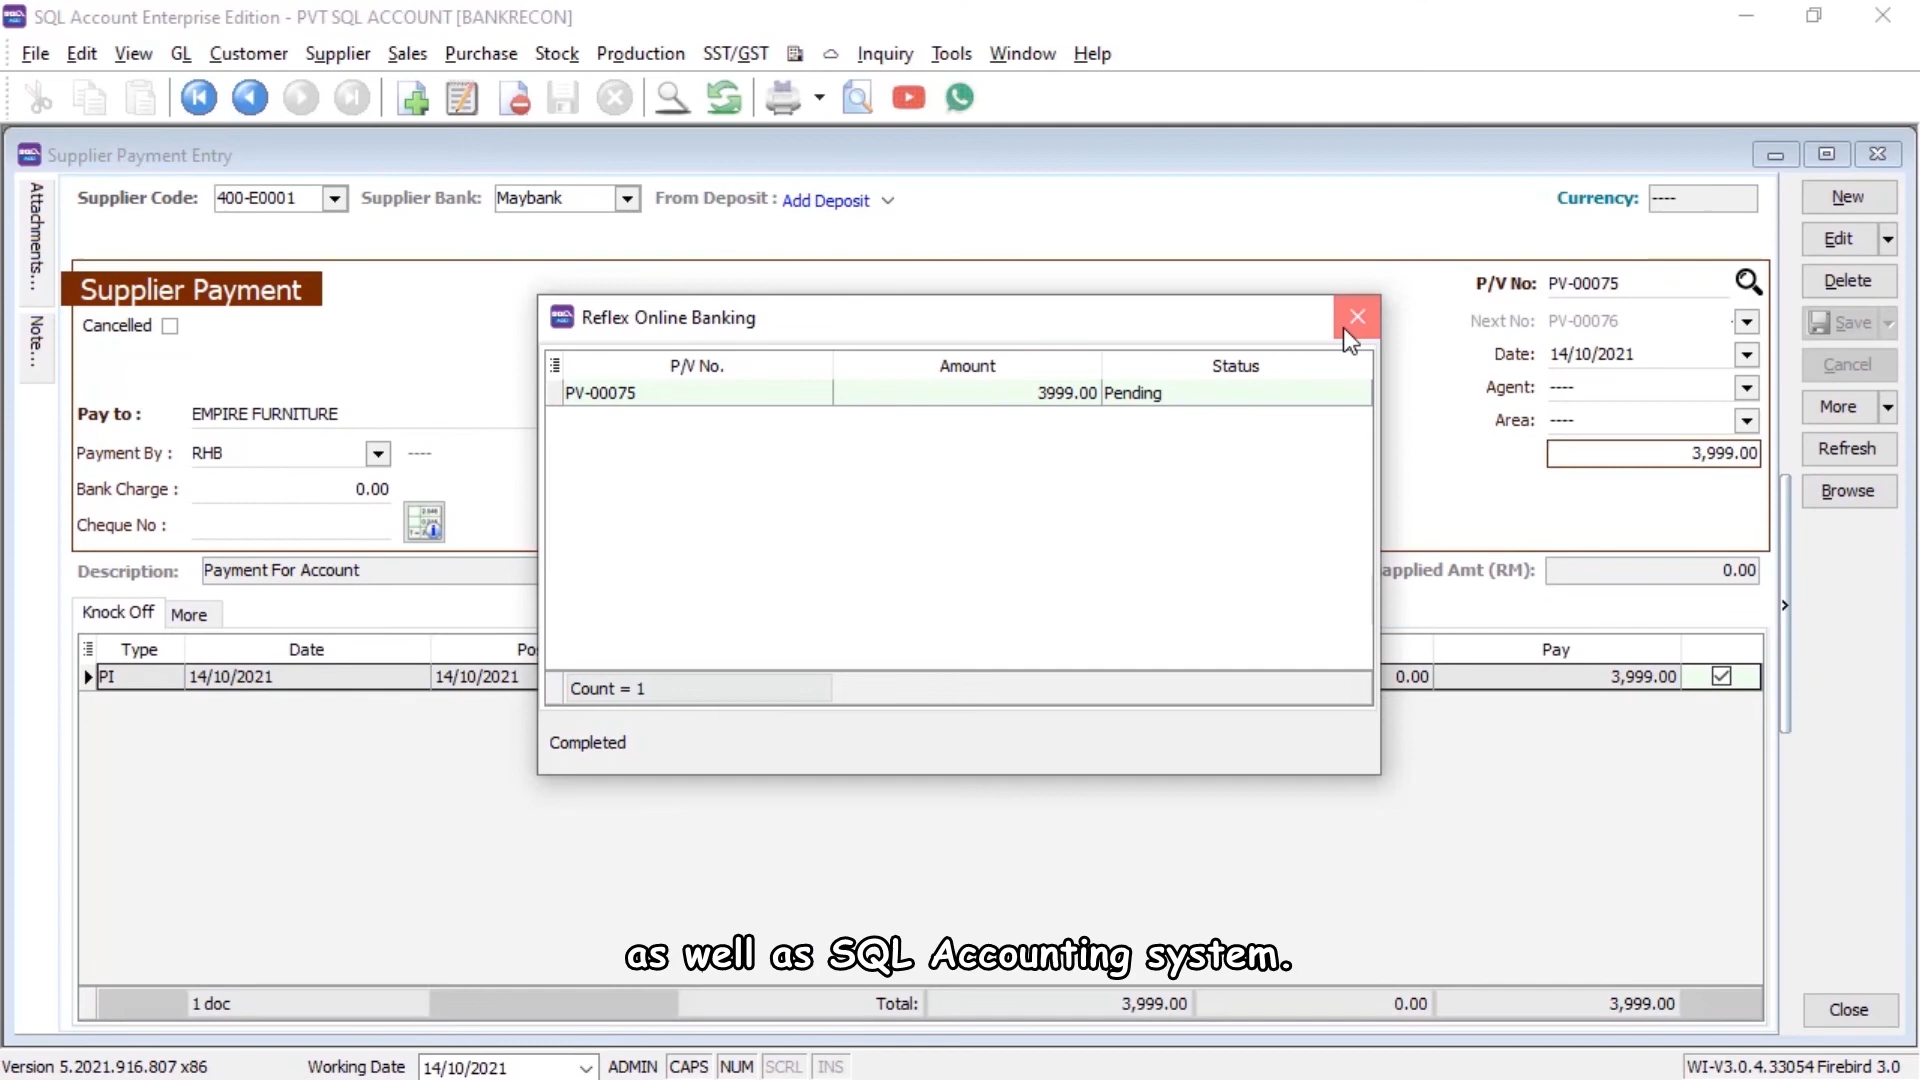 SQL Account Enterprise Edition - PVT SQL ACCOUNT [BANKRECON]
File Edit View GL Customer Supplier Sales Purchase Stock Production SST/GST Inquiry Tools Window Help
Supplier Payment Entry
Attachments...
Note...
Supplier Code: 400-E0001 Supplier Bank: Maybank From Deposit : Add Deposit Currency: ----
Supplier Payment
Cancelled
Pay to : EMPIRE FURNITURE
Payment By : RHB ----
Bank Charge : 0.00
Cheque No :
Description: Payment For Account
P/V No: PV-00075
Next No: PV-00076
Date: 14/10/2021
Agent: ----
Area: ----
3,999.00
applied Amt (RM): 0.00
New
Edit
Delete
Save
Cancel
More
Refresh
Browse
Reflex Online Banking
P/V No. Amount Status
PV-00075 3999.00 Pending
Count = 1
Completed
Knock Off More
Type Date Po Pay
PI 14/10/2021 14/10/2021 0.00 3,999.00
as well as SQL Accounting system.
1 doc Total: 3,999.00 0.00 3,999.00
Close
Version 5.2021.916.807 x86 Working Date 14/10/2021 ADMIN CAPS NUM SCRL INS WI-V3.0.4.33054 Firebird 3.0